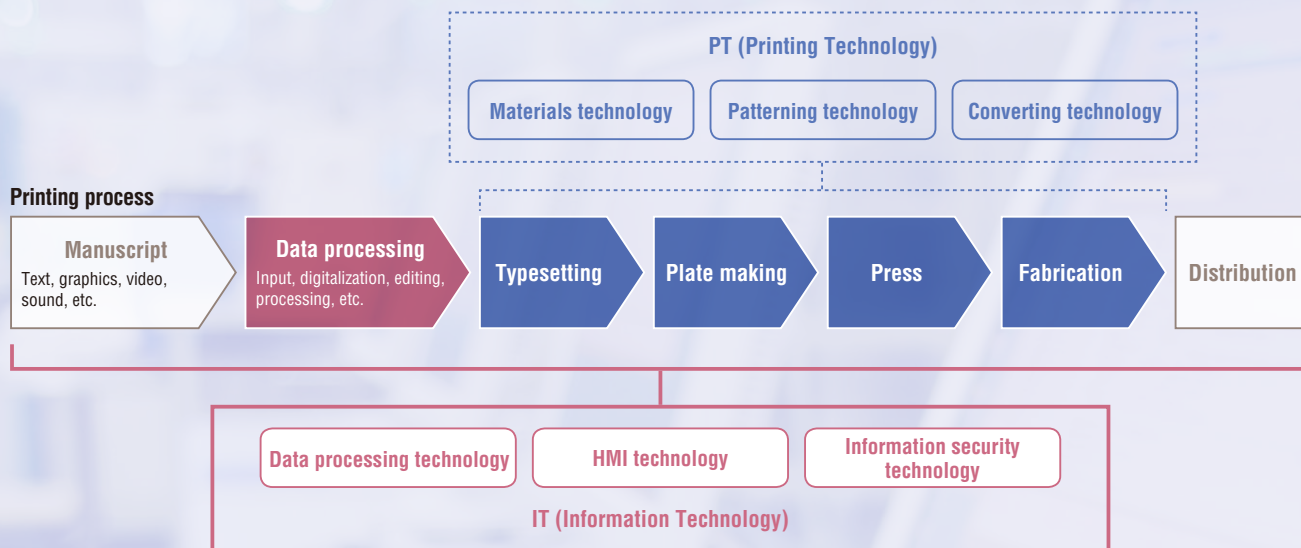 PT (Printing Technology)
Materials technology
Patterning technology
Converting technology
Printing process
Manuscript
Text, graphics, video,
sound, etc.
Data processing
Input, digitalization, editing,
processing, etc.
Typesetting
Plate making
Press
Fabrication
Distribution
Data processing technology
HMI technology
Information security
technology
IT (Information Technology)